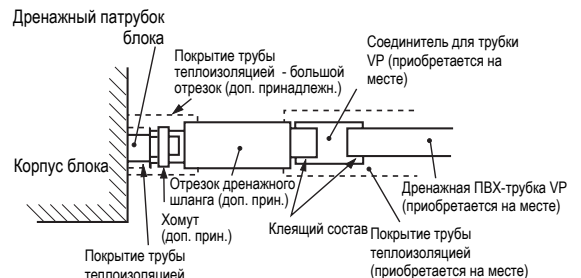 Дренажный патрубок
блока
Покрытие трубы
теплоизоляцией - большой
отрезок (доп. принадлежн.)
Соединитель для трубки
VP (приобретается на
месте)
Корпус блока
Отрезок дренажного
шланга (доп. прин.)
Хомут
(доп. прин.)
Клеящий состав
Дренажная ПВХ-трубка VP
(приобретается на месте)
Покрытие трубы
теплоизоляцией
(приобретается на месте)
Покрытие трубы
теплоизоляцией